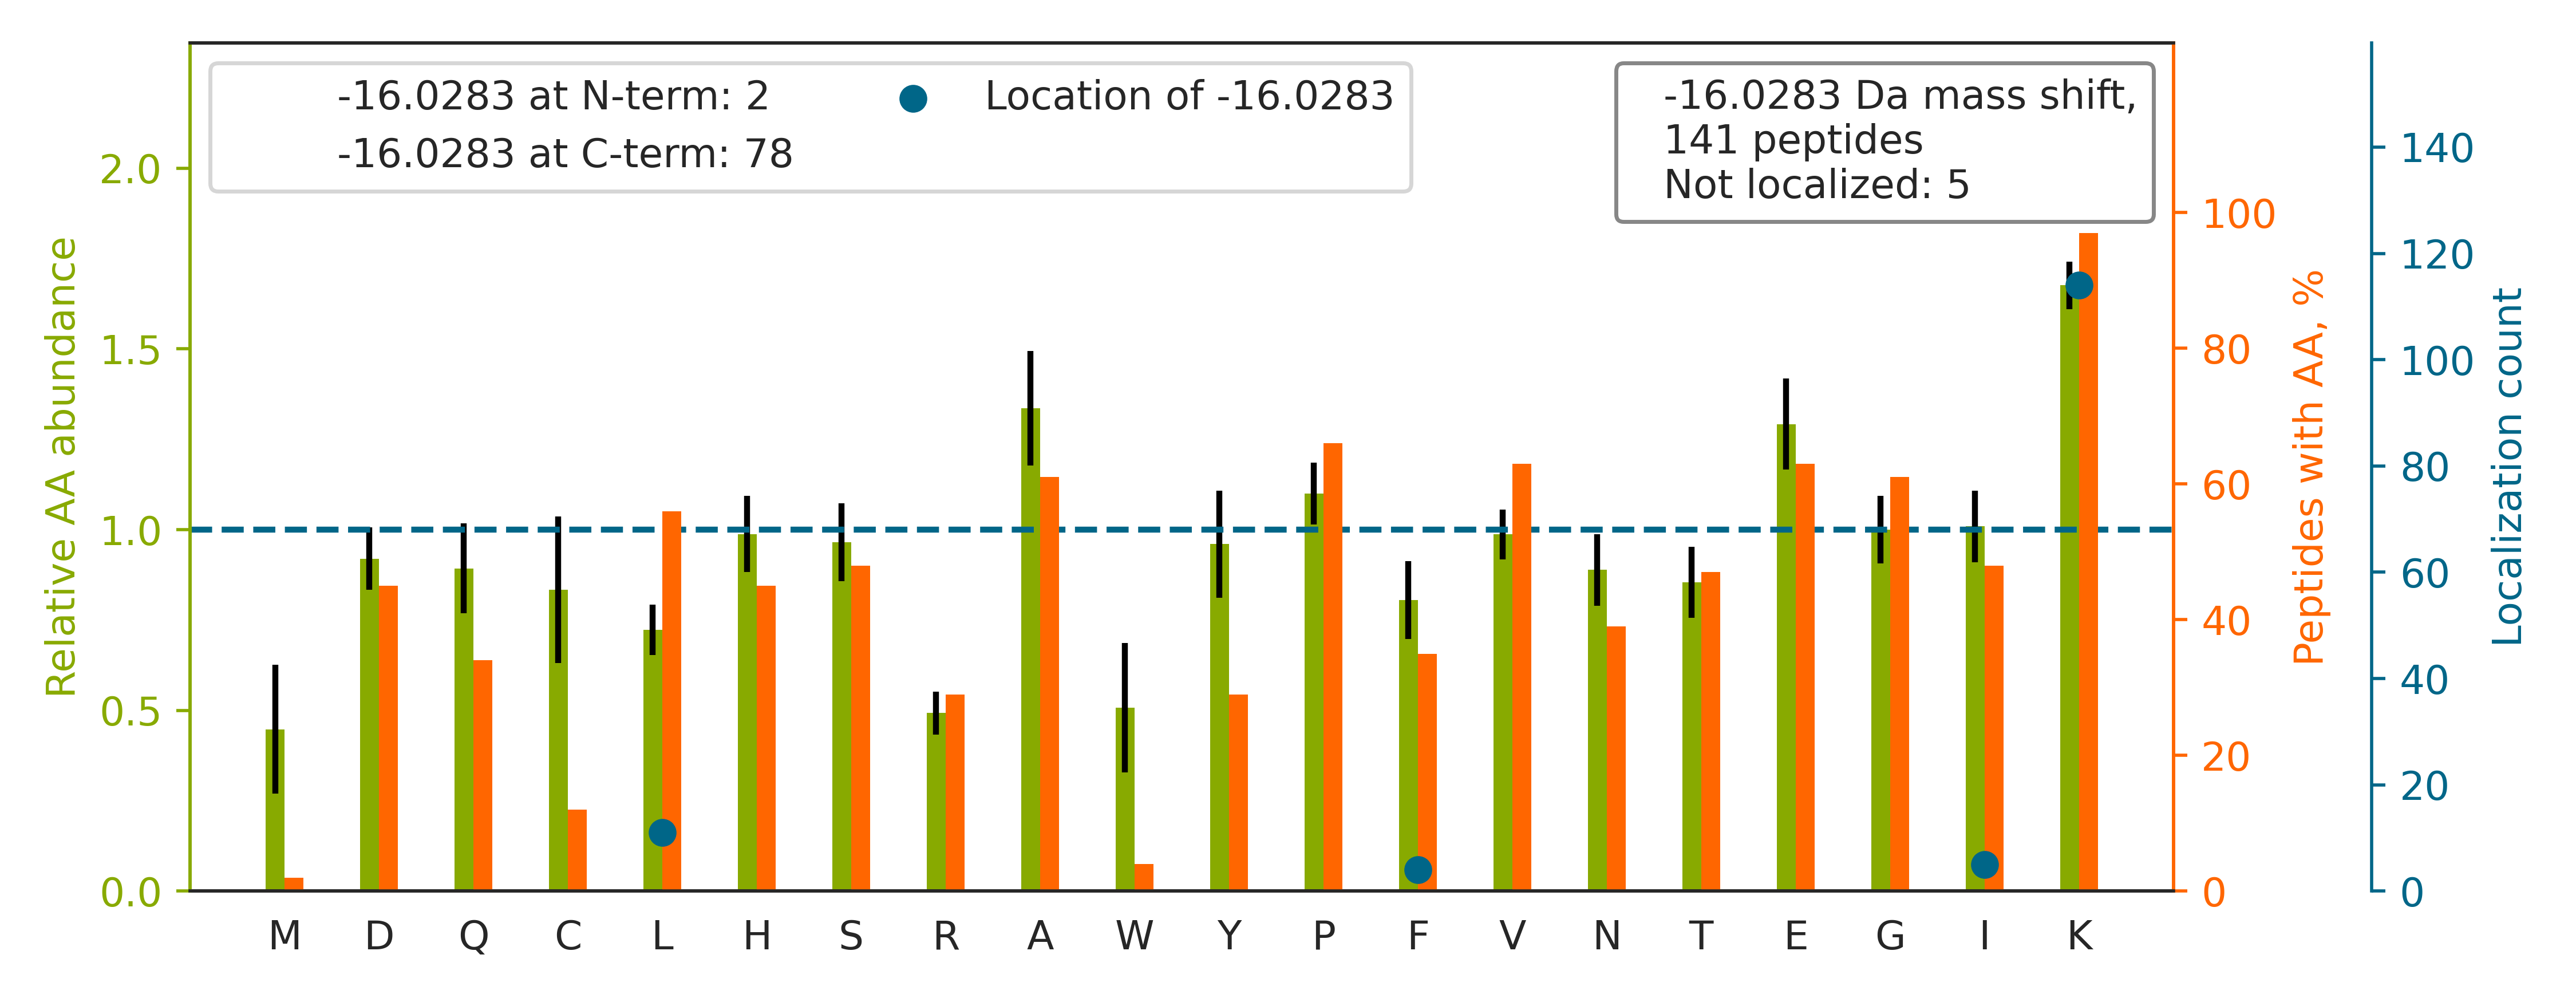 -16.0283 at N-term: 2
-16.0283 at C-term: 78
Location of -16.0283
-16.0283 Da mass shift,
141 peptides
Not localized: 5
Relative AA abundance
2.0
1.5
1.0
0.5
0.0
M D Q C L H S R A W Y P F V N T E G I K
100
80
60
40
20
0
Peptides with AA, %
140
120
100
80
60
40
20
0
Localization count